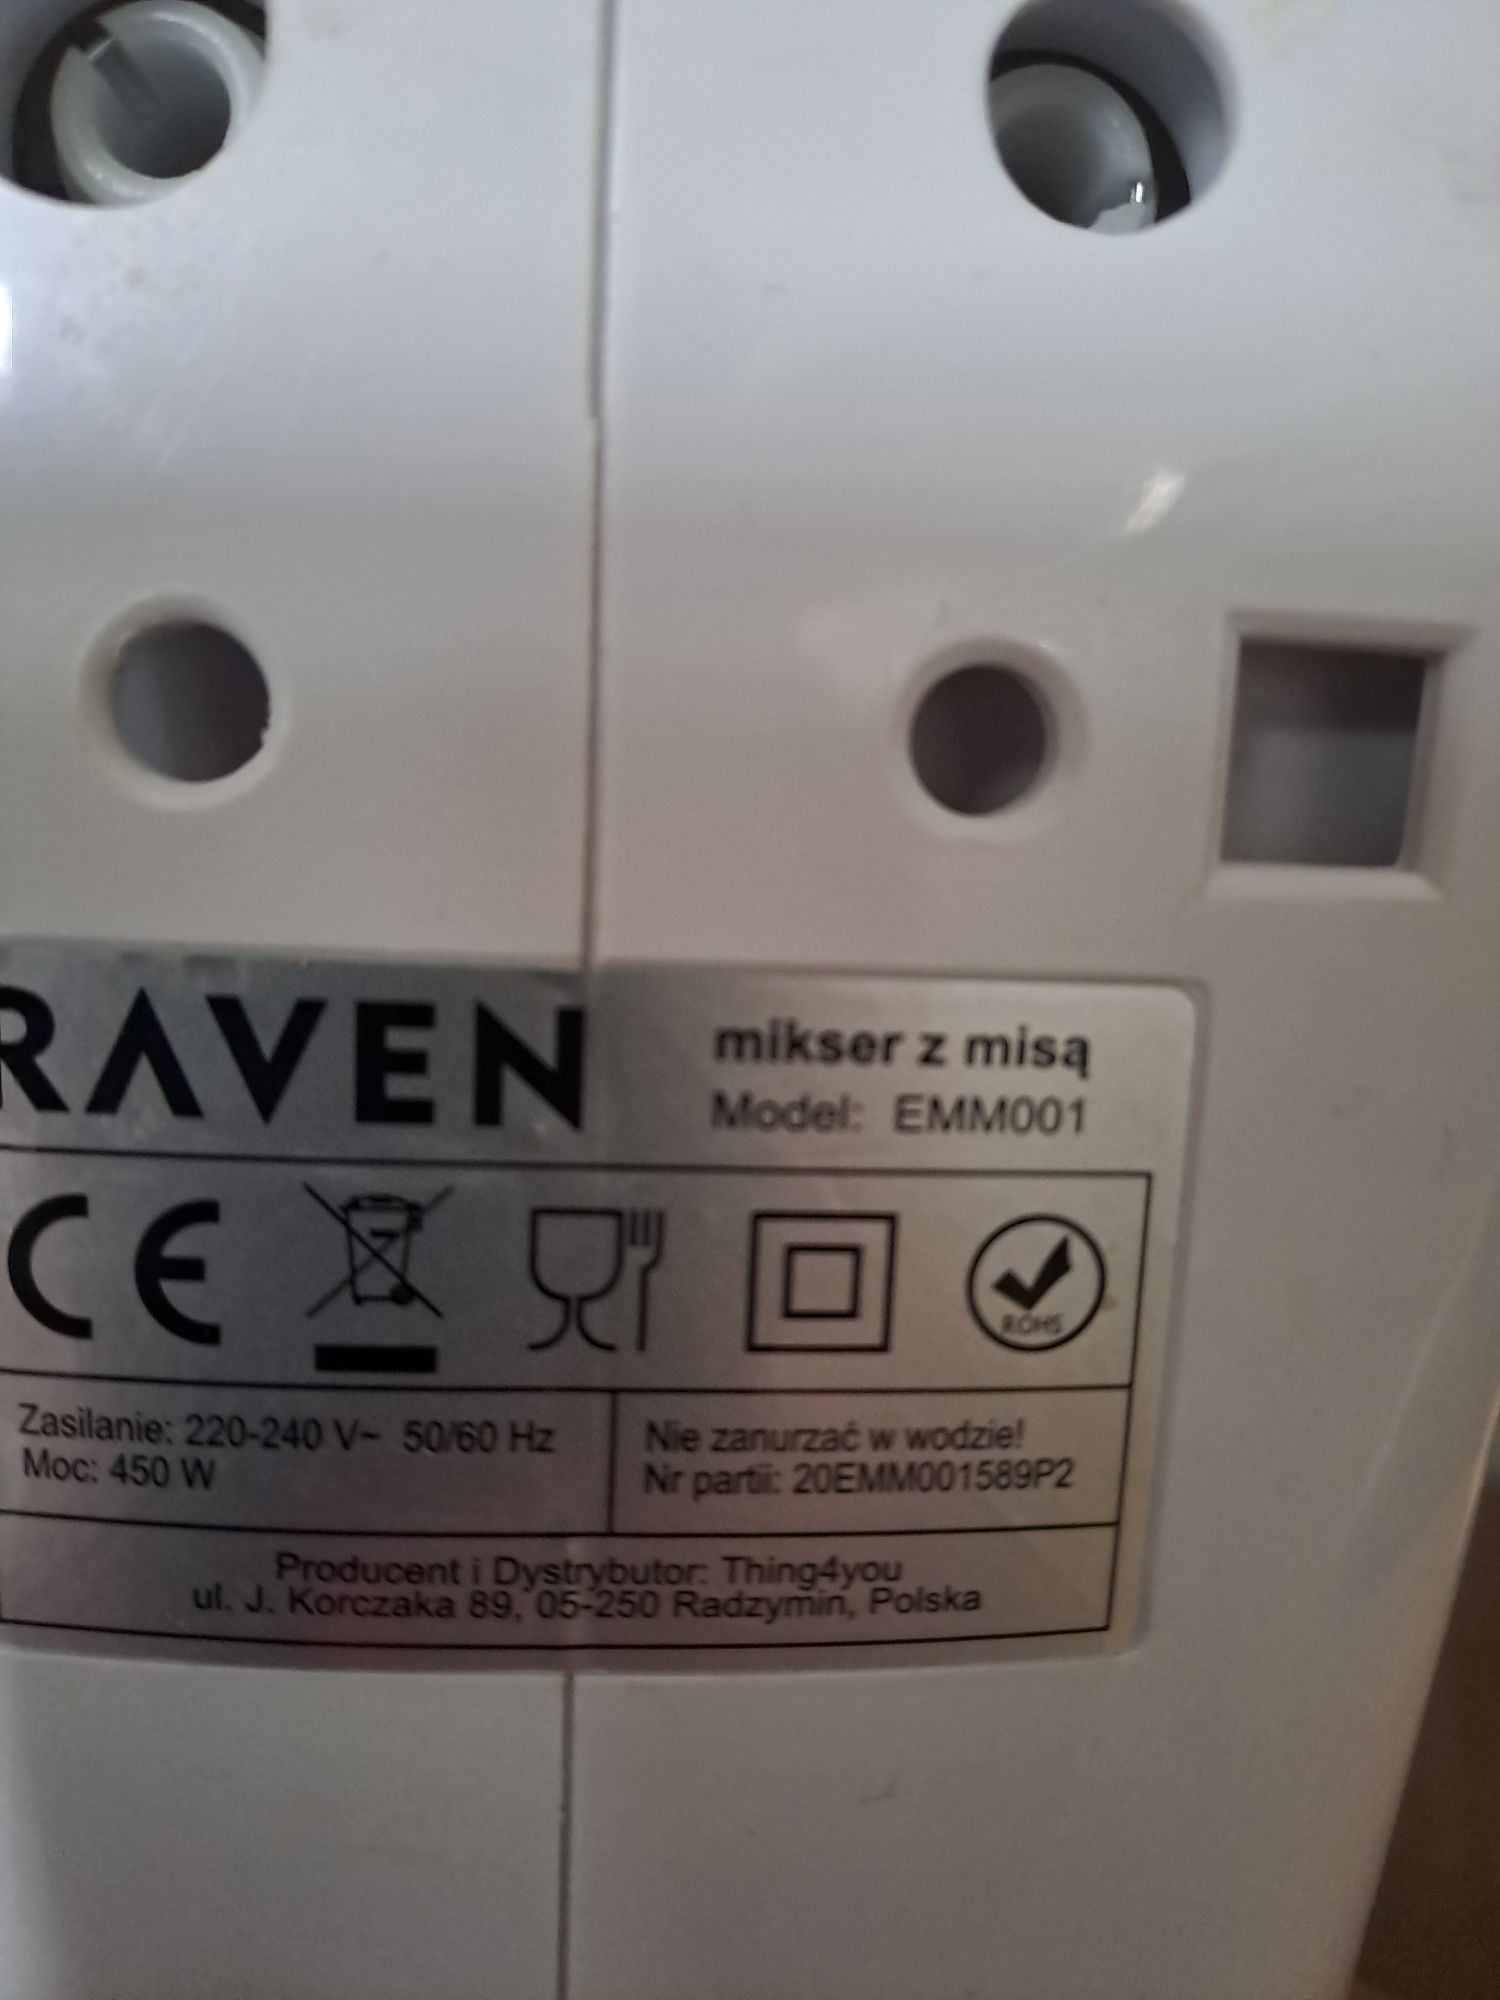 RAVEN
mikser z misą
Model: EMM001
CE
ROHS
Zasilanie: 220-240 V~ 50/60 Hz
Moc: 450 W
Nie zanurzać w wodzie!
Nr partii: 20EMM001589P2
Producent i Dystrybutor: Thing4you
ul. J. Korczaka 89, 05-250 Radzymin, Polska